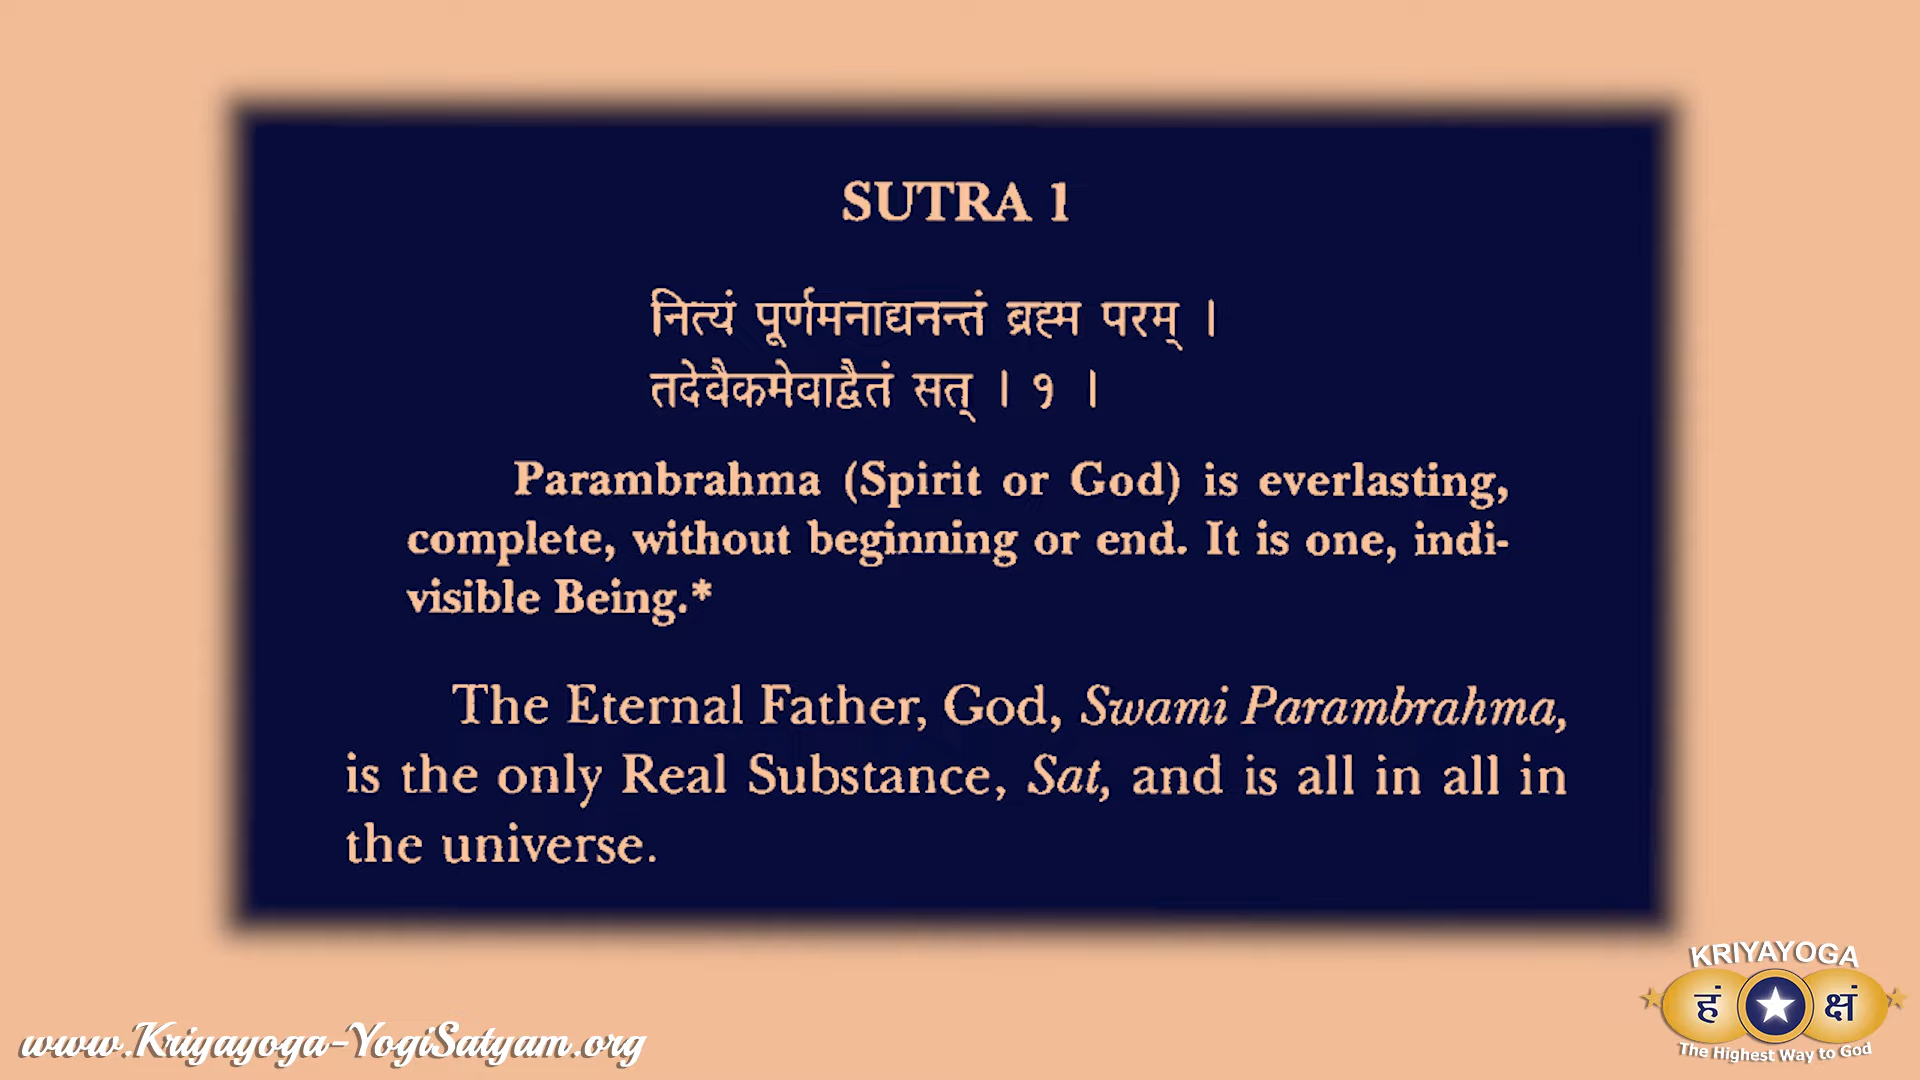 SUTRA 1
नित्यं पूर्णमनाद्यनन्तं ब्रह्म परम् ।
तदेवैकमेवाद्वैतं सत् । १ ।
Parambrahma (Spirit or God) is everlasting,
complete, without beginning or end. It is one, indi-
visible Being.*
The Eternal Father, God, Swami Parambrahma,
is the only Real Substance, Sat, and is all in all in
the universe.
www.Kriyayoga-YogiSatyam.org
KRIYAYOGA
हं क्षं
The Highest Way to God